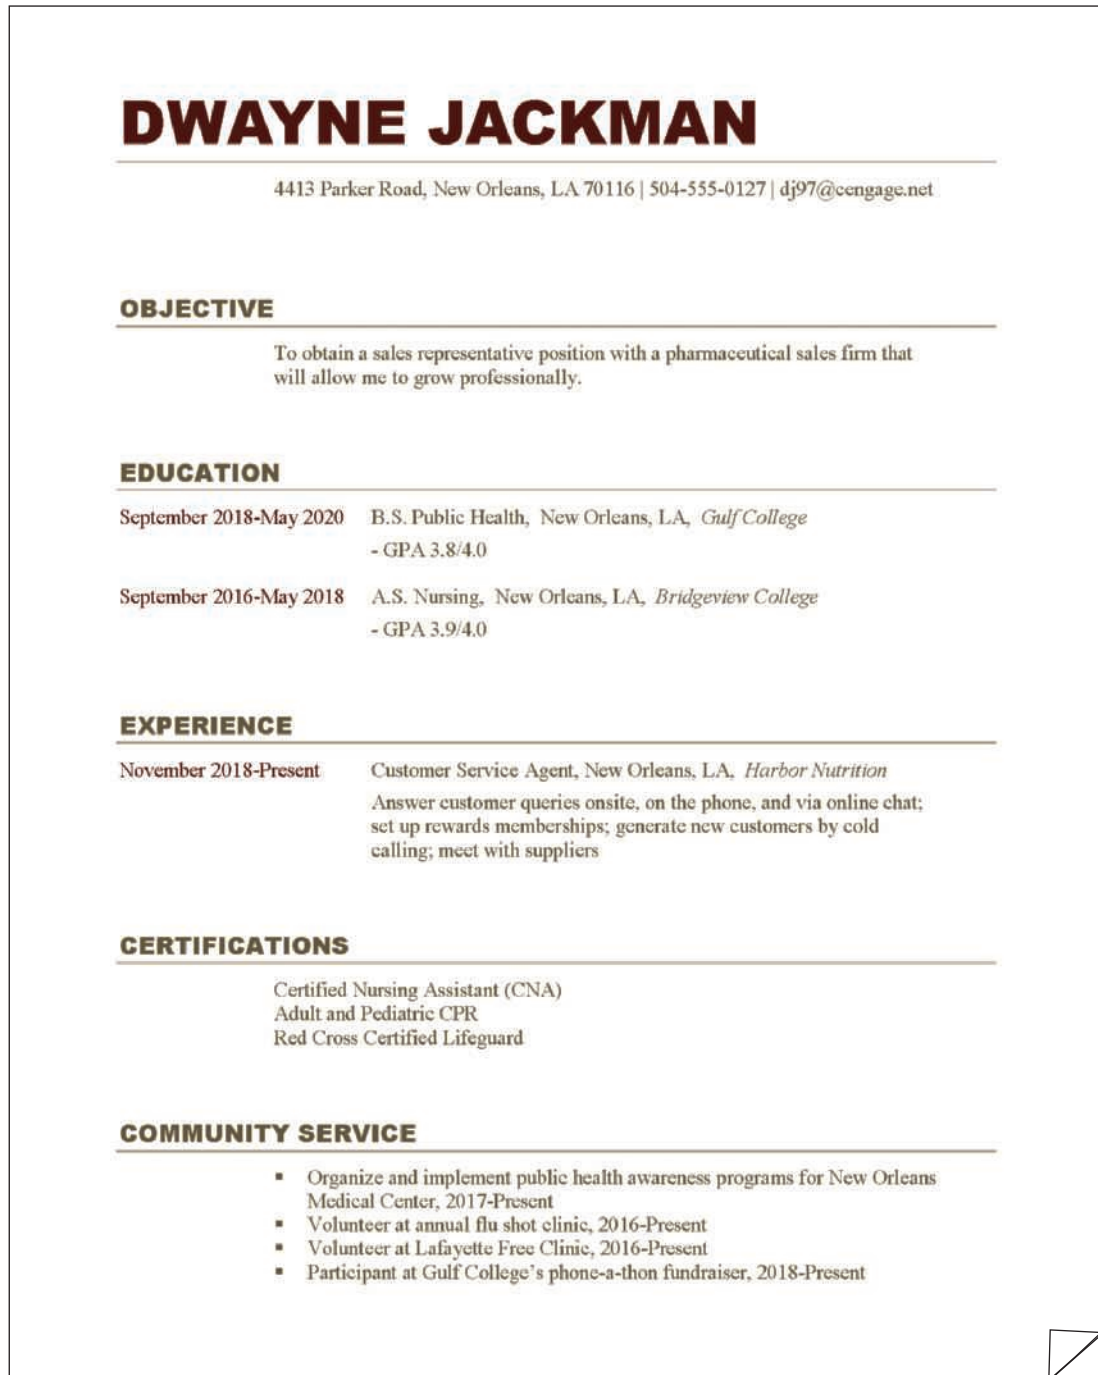 DWAYNE JACKMAN
4413 Parker Road, New Orleans, LA 70116 | 504-555-0127 | dj97@cengage.net
OBJECTIVE
To obtain a sales representative position with a pharmaceutical sales firm that
will allow me to grow professionally.
EDUCATION
September 2018-May 2020 B.S. Public Health, New Orleans, LA, Gulf College
- GPA 3.8/4.0
September 2016-May 2018 A.S. Nursing, New Orleans, LA, Bridgeview College
- GPA 3.9/4.0
EXPERIENCE
November 2018-Present Customer Service Agent, New Orleans, LA, Harbor Nutrition
Answer customer queries onsite, on the phone, and via online chat;
set up rewards memberships; generate new customers by cold
calling; meet with suppliers
CERTIFICATIONS
Certified Nursing Assistant (CNA)
Adult and Pediatric CPR
Red Cross Certified Lifeguard
COMMUNITY SERVICE
▪ Organize and implement public health awareness programs for New Orleans
Medical Center, 2017-Present
▪ Volunteer at annual flu shot clinic, 2016-Present
▪ Volunteer at Lafayette Free Clinic, 2016-Present
▪ Participant at Gulf College's phone-a-thon fundraiser, 2018-Present